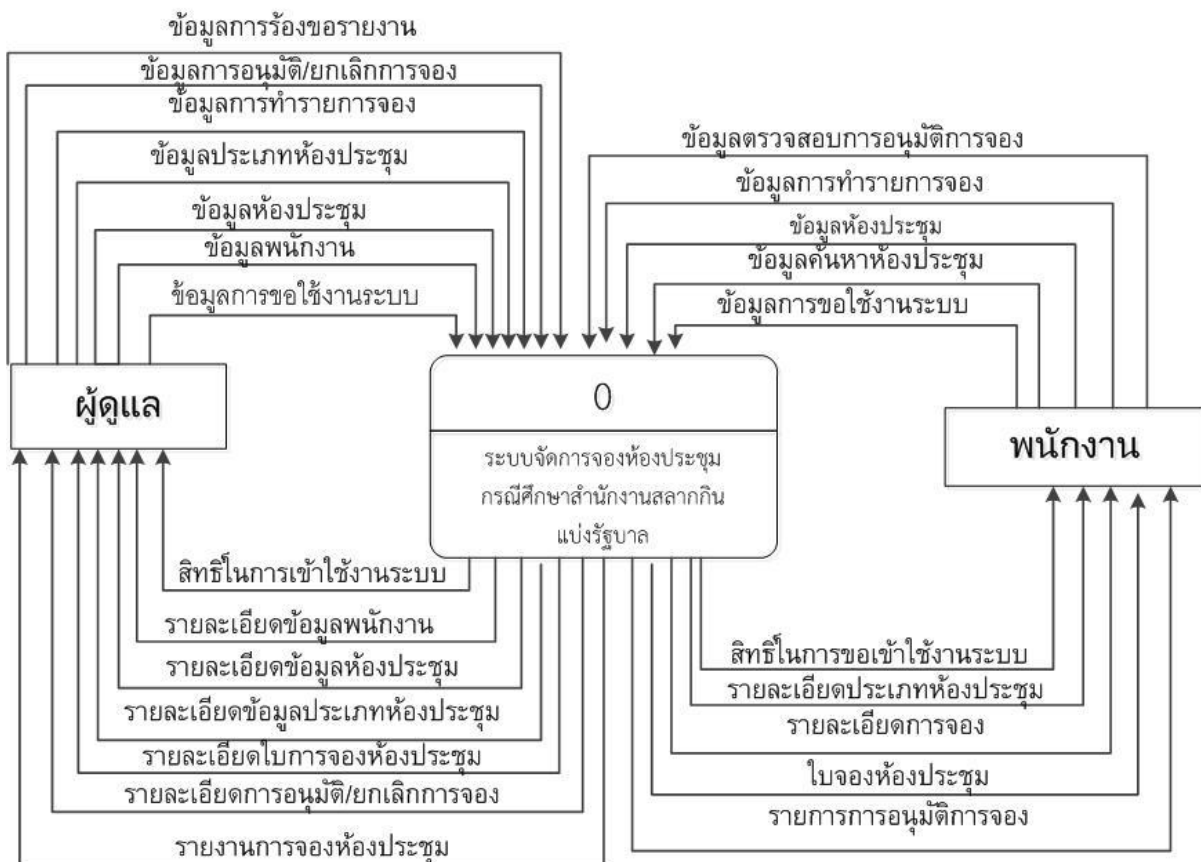 ข้อมูลการร้องขอรายงาน
ข้อมูลการอนุมัติ/ยกเลิกการจอง
ข้อมูลการทำรายการจอง
ข้อมูลประเภทห้องประชุม
ข้อมูลห้องประชุม
ข้อมูลพนักงาน
ข้อมูลการขอใช้งานระบบ
ข้อมูลตรวจสอบการอนุมัติการจอง
ข้อมูลการทำรายการจอง
ข้อมูลห้องประชุม
ข้อมูลค้นหาห้องประชุม
ข้อมูลการขอใช้งานระบบ
ผู้ดูแล
0
ระบบจัดการจองห้องประชุม
กรณีศึกษาสำนักงานสลากกิน
แบ่งรัฐบาล
พนักงาน
สิทธิ์ในการเข้าใช้งานระบบ
รายละเอียดข้อมูลพนักงาน
รายละเอียดข้อมูลห้องประชุม
รายละเอียดข้อมูลประเภทห้องประชุม
รายละเอียดใบการจองห้องประชุม
รายละเอียดการอนุมัติ/ยกเลิกการจอง
รายงานการจองห้องประชุม
สิทธิ์ในการขอเข้าใช้งานระบบ
รายละเอียดประเภทห้องประชุม
รายละเอียดการจอง
ใบจองห้องประชุม
รายการการอนุมัติการจอง